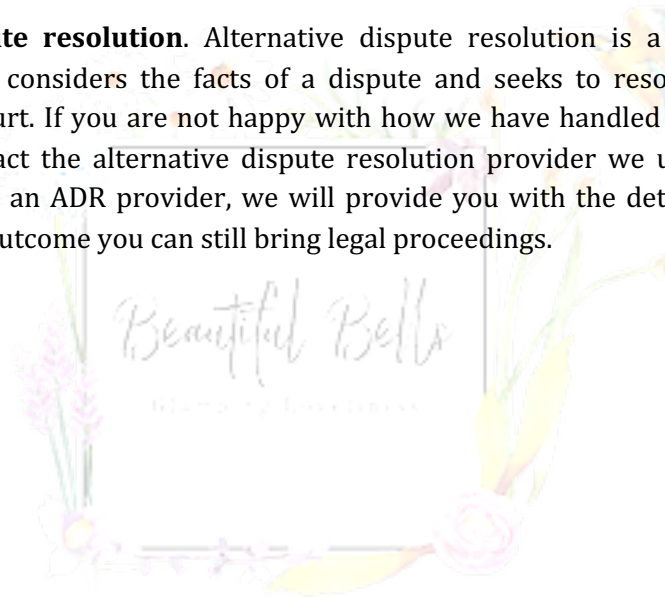 te resolution. Alternative dispute resolution is a
considers the facts of a dispute and seeks to reso
urt. If you are not happy with how we have handled
act the alternative dispute resolution provider we u
an ADR provider, we will provide you with the det
utcome you can still bring legal proceedings.
Beautiful Bells